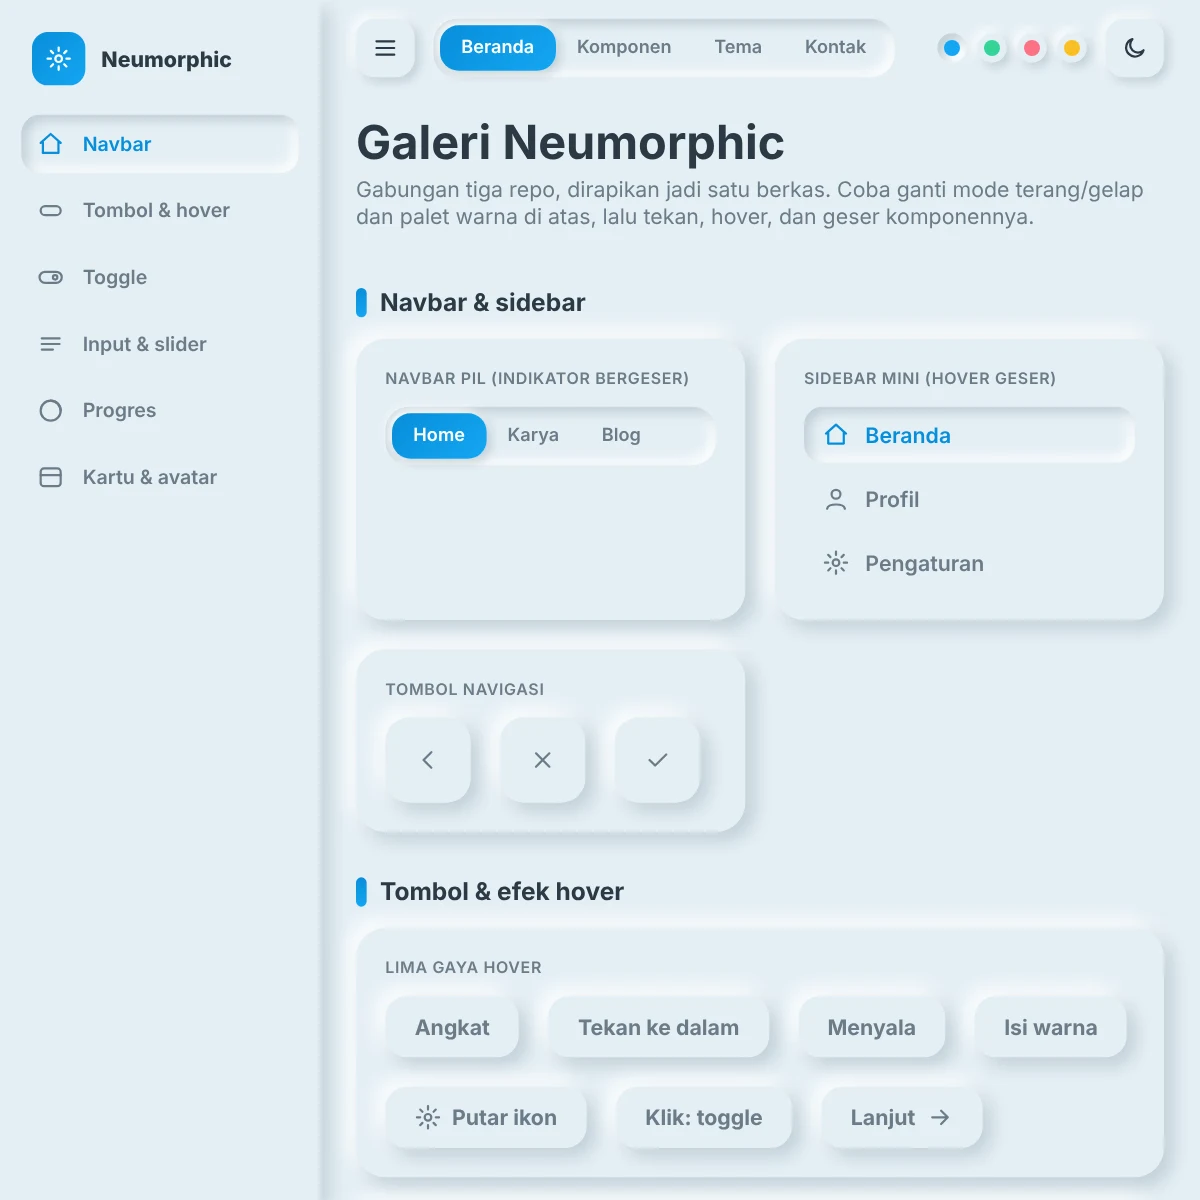 Neumorphic
Navbar
Tombol & hover
Toggle
Input & slider
Progres
Kartu & avatar
Beranda
Komponen
Tema
Kontak
Galeri Neumorphic
Gabungan tiga repo, dirapikan jadi satu berkas. Coba ganti mode terang/gelap
dan palet warna di atas, lalu tekan, hover, dan geser komponennya.
Navbar & sidebar
NAVBAR PIL (INDIKATOR BERGESER)
Home
Karya
Blog
SIDEBAR MINI (HOVER GESER)
Beranda
Profil
Pengaturan
TOMBOL NAVIGASI
Tombol & efek hover
LIMA GAYA HOVER
Angkat
Tekan ke dalam
Menyala
Isi warna
Putar ikon
Klik: toggle
Lanjut